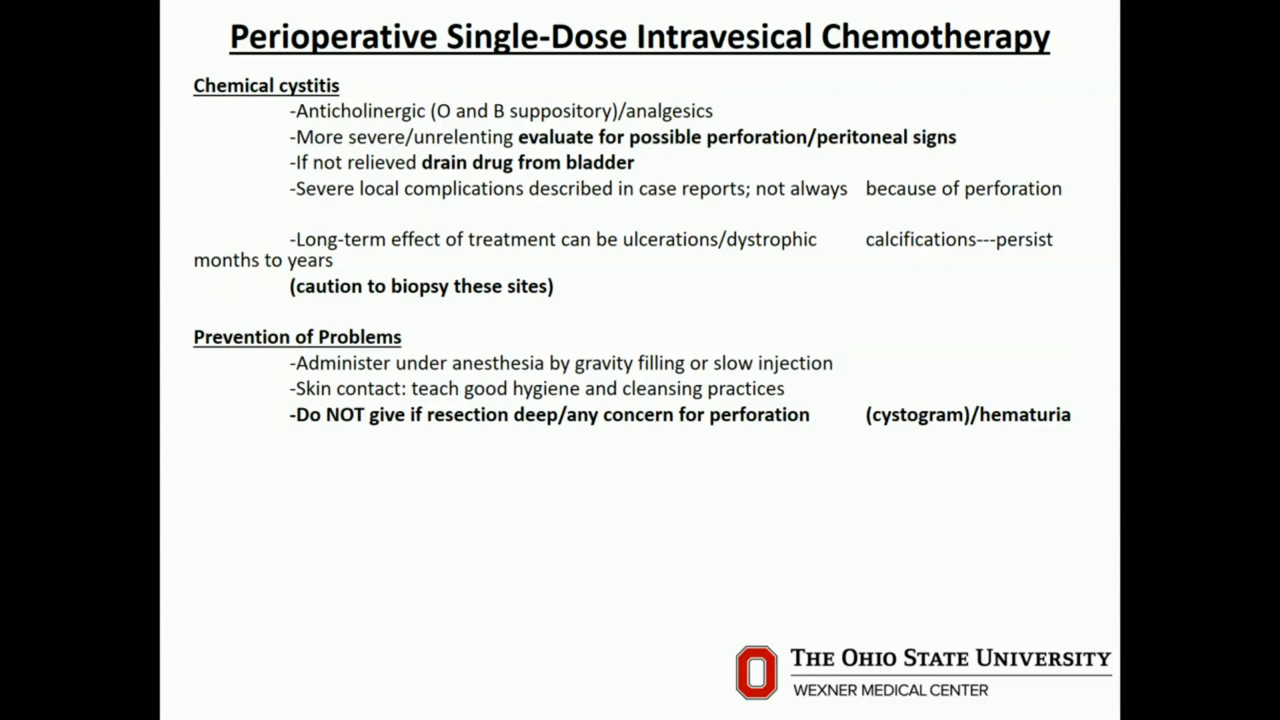 Perioperative Single-Dose Intravesical Chemotherapy
Chemical cystitis
-Anticholinergic (O and B suppository)/analgesics
-More severe/unrelenting evaluate for possible perforation/peritoneal signs
-If not relieved drain drug from bladder
-Severe local complications described in case reports; not always because of perforation
-Long-term effect of treatment can be ulcerations/dystrophic calcifications---persist
months to years
(caution to biopsy these sites)
Prevention of Problems
-Administer under anesthesia by gravity filling or slow injection
-Skin contact: teach good hygiene and cleansing practices
-Do NOT give if resection deep/any concern for perforation (cystogram)/hematuria
THE OHIO STATE UNIVERSITY
WEXNER MEDICAL CENTER